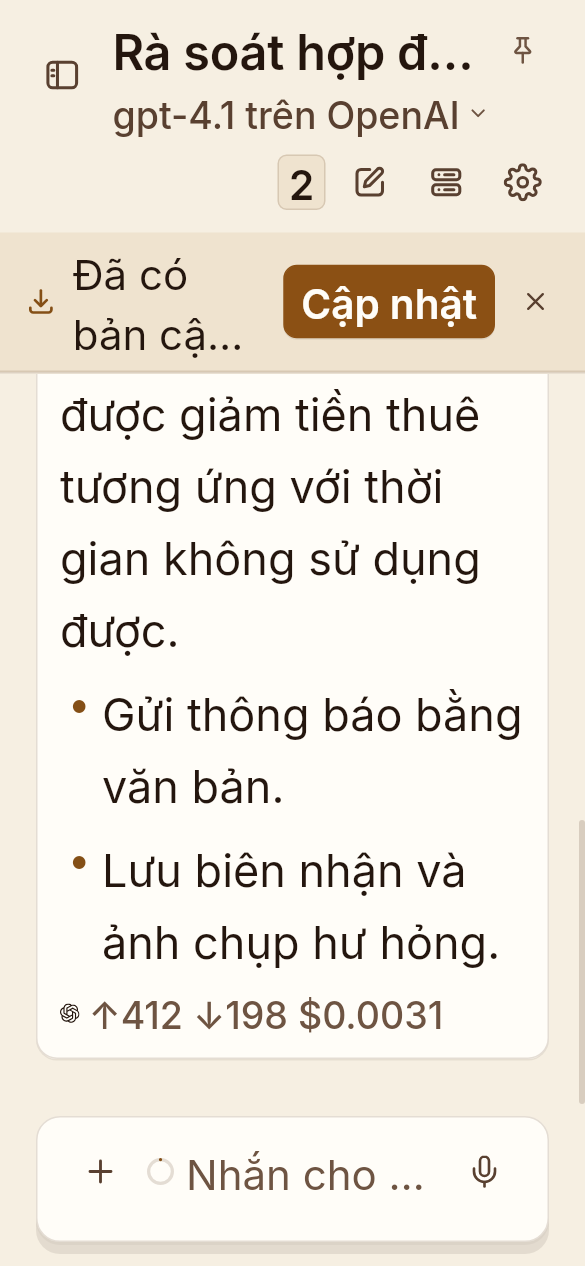 Rà soát hợp đ...
gpt-4.1 trên OpenAI
2
Đã có
bản cậ...
Cập nhật
được giảm tiền thuê
tương ứng với thời
gian không sử dụng
được.
• Gửi thông báo bằng
văn bản.
• Lưu biên nhận và
ảnh chụp hư hỏng.
↑412 ↓198 $0.0031
Nhắn cho ...